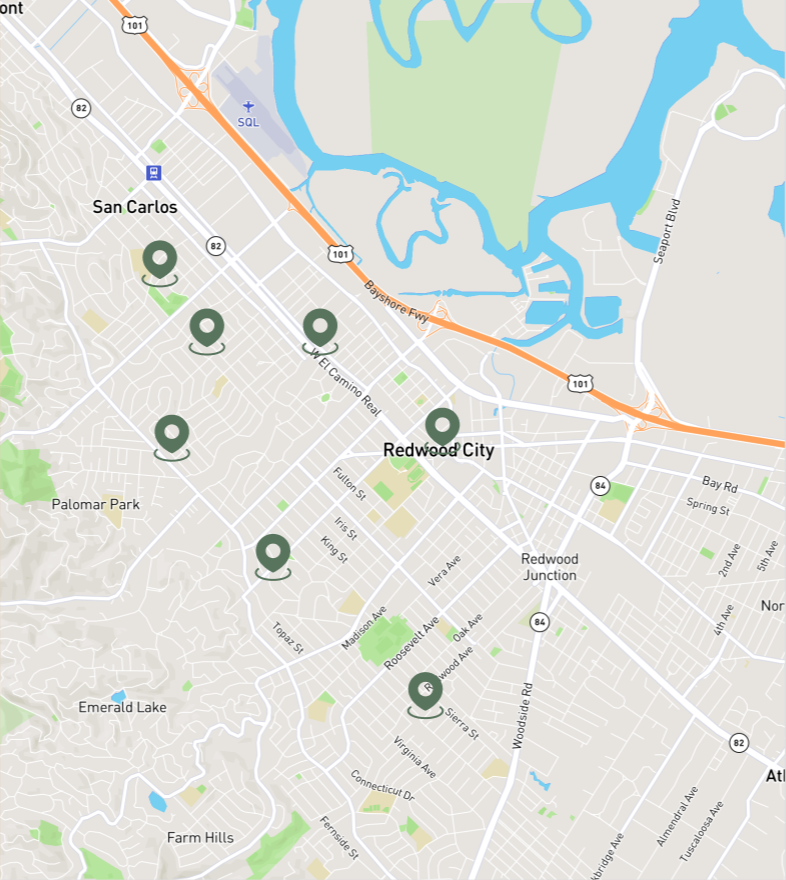 ont
101
82
SQL
San Carlos
82
101
Seaport Blvd
Bayshore Fwy
W El Camino Real
101
Redwood City
Fulton St
84
Bay Rd
Spring St
Palomar Park
Iris St
King St
Vera Ave
Redwood
Junction
2nd Ave
5th Ave
4th Ave
Nor
84
Topaz St
Madison Ave
Roosevelt Ave
Oak Ave
wood Ave
Emerald Lake
Sierra St
Woodside Rd
82
Virginia Ave
Connecticut Dr
Atl
Farm Hills
Fernside St
Almendral Ave
Tuscaloosa Ave
kbridge Ave